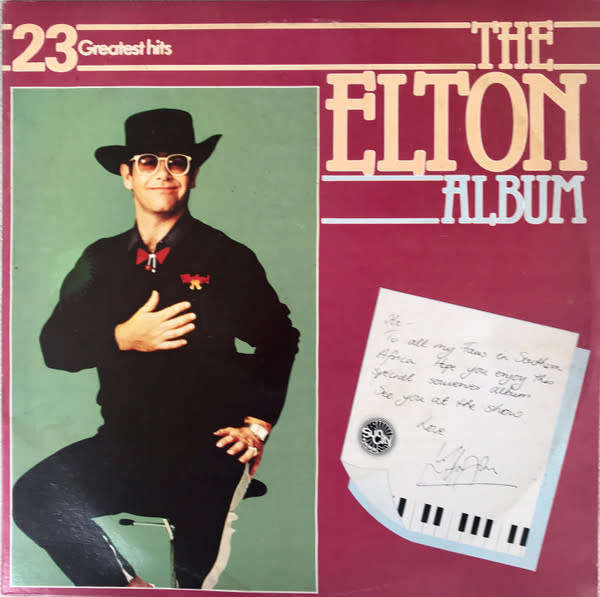 23 Greatest hits
THE
ELTON
ALBUM
Hi -
To all my Fans in Southern
Africa Hope you enjoy this
Special souvenir album
See you at the show.
Love